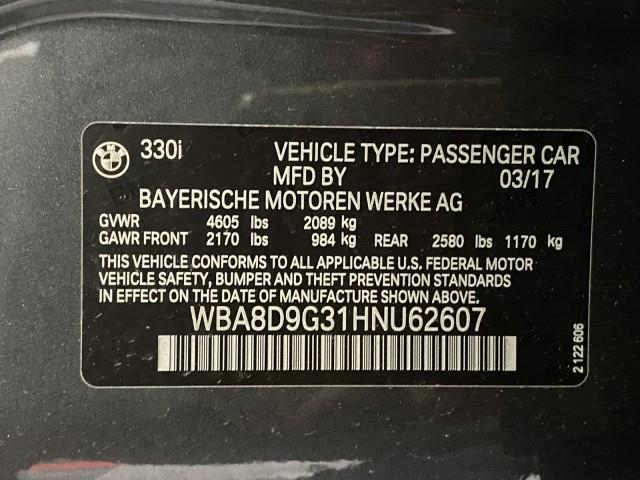 BMW
330i VEHICLE TYPE: PASSENGER CAR
MFD BY 03/17
BAYERISCHE MOTOREN WERKE AG
GVWR 4605 lbs 2089 kg
GAWR FRONT 2170 lbs 984 kg REAR 2580 lbs 1170 kg
THIS VEHICLE CONFORMS TO ALL APPLICABLE U.S. FEDERAL MOTOR
VEHICLE SAFETY, BUMPER AND THEFT PREVENTION STANDARDS
IN EFFECT ON THE DATE OF MANUFACTURE SHOWN ABOVE.
WBA8D9G31HNU62607
2 122 606